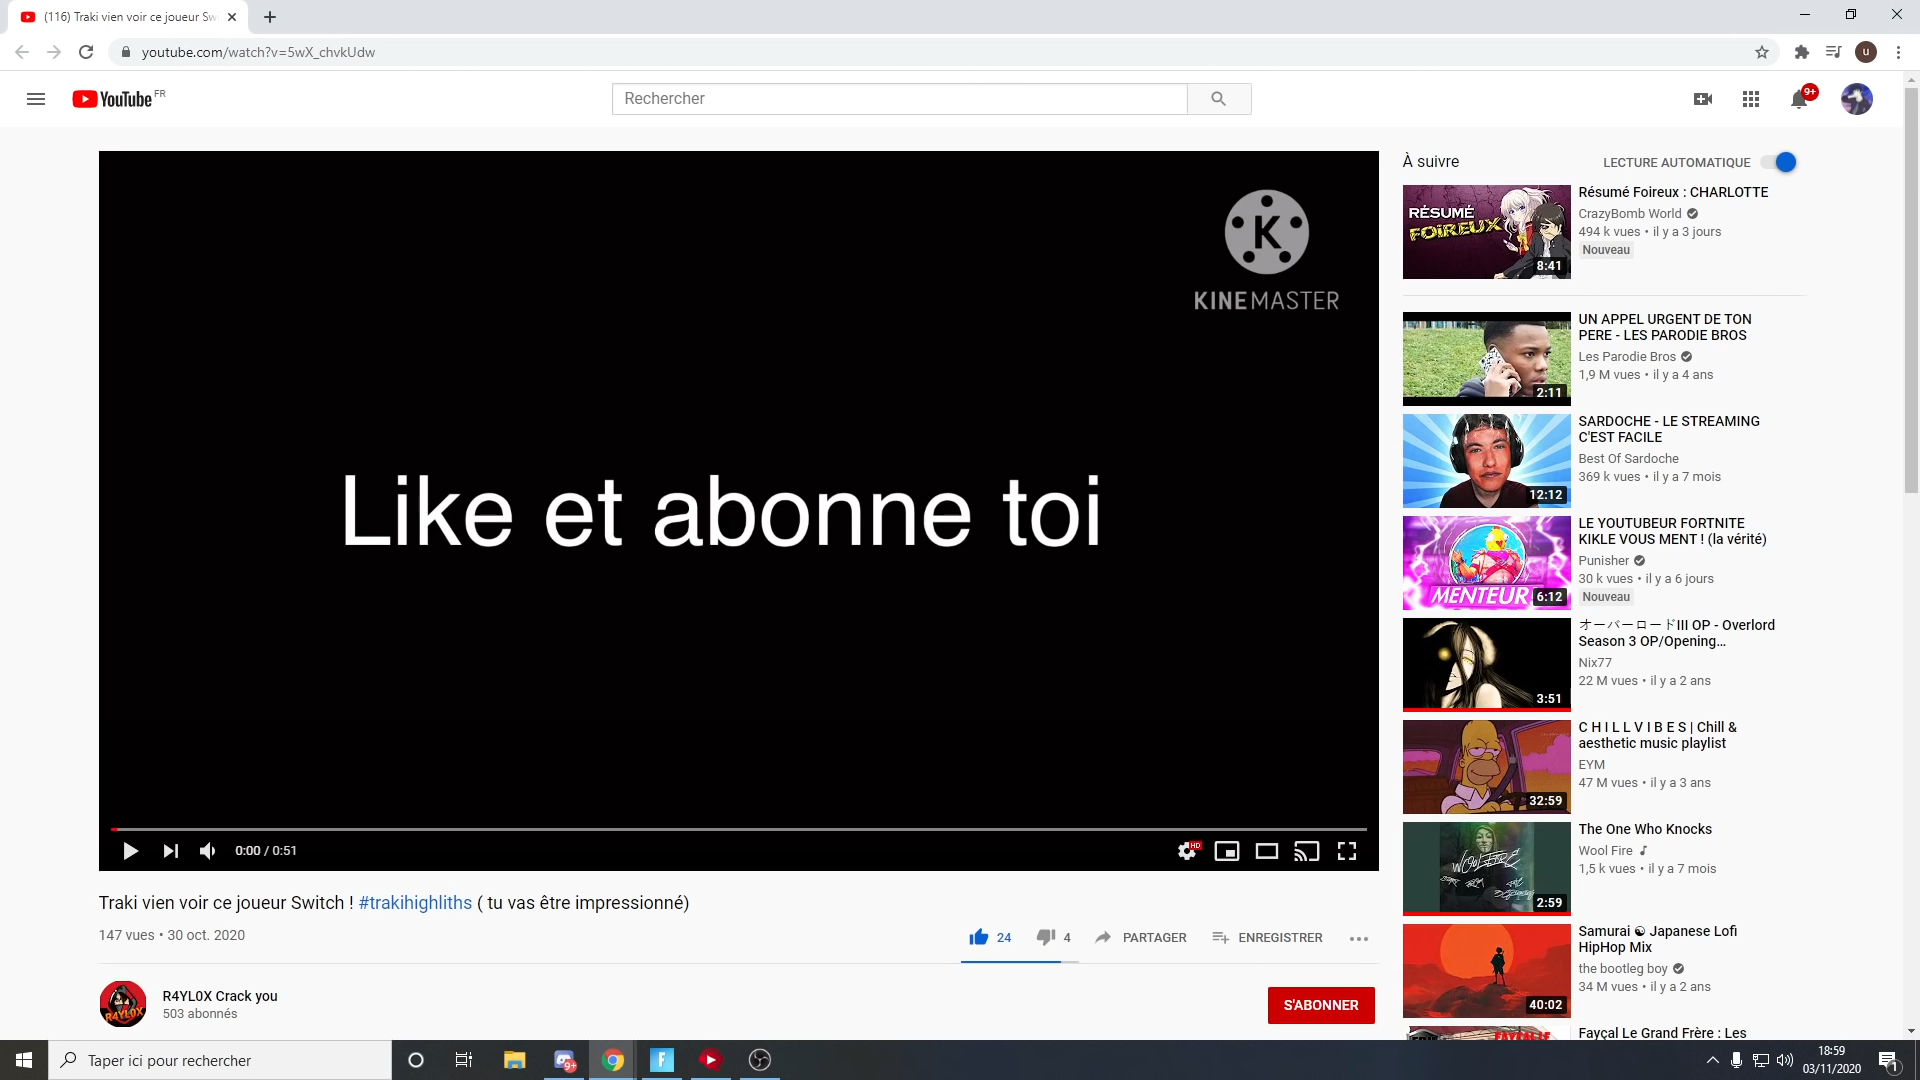 (116) Traki vien voir ce joueur Sw
youtube.com/watch?v=5wX_chvkUdw
u
YouTube FR
Rechercher
9+
K
KINEMASTER
Like et abonne toi
0:00 / 0:51
HD
Traki vien voir ce joueur Switch ! #trakihighliths ( tu vas être impressionné)
147 vues • 30 oct. 2020
24
4
PARTAGER
ENREGISTRER
R4YL0X
R4YL0X Crack you
503 abonnés
S'ABONNER
À suivre
LECTURE AUTOMATIQUE
RÉSUMÉ
FOIREUX
8:41
Résumé Foireux : CHARLOTTE
CrazyBomb World
494 k vues • il y a 3 jours
Nouveau
2:11
UN APPEL URGENT DE TON
PERE - LES PARODIE BROS
Les Parodie Bros
1,9 M vues • il y a 4 ans
12:12
SARDOCHE - LE STREAMING
C'EST FACILE
Best Of Sardoche
369 k vues • il y a 7 mois
MENTEUR
6:12
LE YOUTUBEUR FORTNITE
KIKLE VOUS MENT ! (la vérité)
Punisher
30 k vues • il y a 6 jours
Nouveau
3:51
オーバーロードIII OP - Overlord
Season 3 OP/Opening...
Nix77
22 M vues • il y a 2 ans
32:59
C H I L L V I B E S | Chill &
aesthetic music playlist
EYM
47 M vues • il y a 3 ans
WOOL FIRE
2:59
The One Who Knocks
Wool Fire
1,5 k vues • il y a 7 mois
40:02
Samurai ☯ Japanese Lofi
HipHop Mix
the bootleg boy
34 M vues • il y a 2 ans
Fayçal Le Grand Frère : Les
Taper ici pour rechercher
9+
18:59
03/11/2020
1